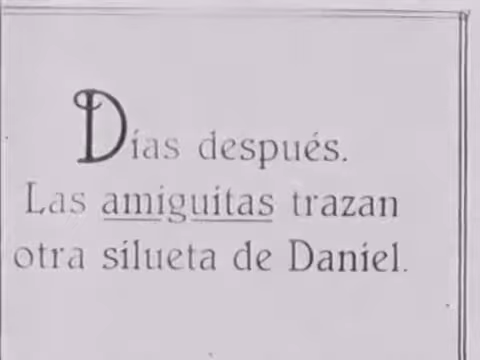 Días después.
Las amiguitas trazan
otra silueta de Daniel.